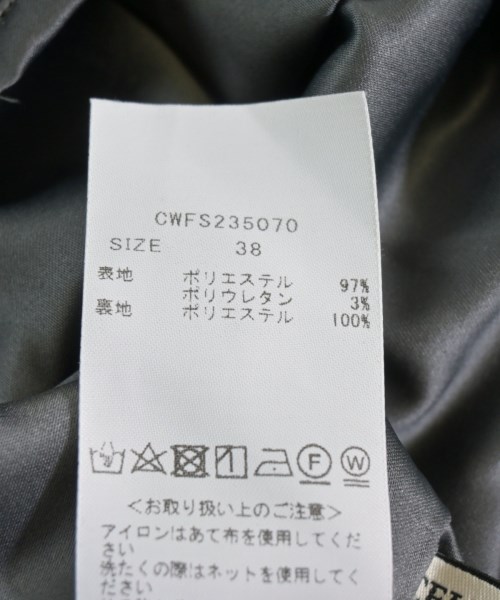 CWFS235070
SIZE 38
表地 ポリエステル 97%
ポリウレタン 3%
裏地 ポリエステル 100%
F W
<お取り扱い上のご注意>
アイロンはあて布を使用してくだ
さい
洗たくの際はネットを使用してく
ださい